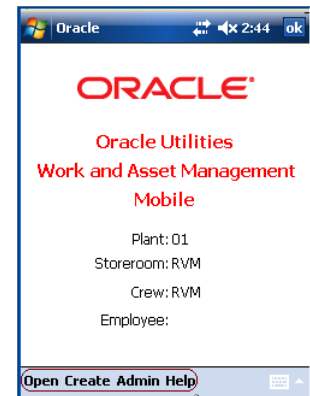 Oracle 2:44 ok
ORACLE
Oracle Utilities
Work and Asset Management
Mobile
Plant: 01
Storeroom: RVM
Crew: RVM
Employee:
Open Create Admin Help